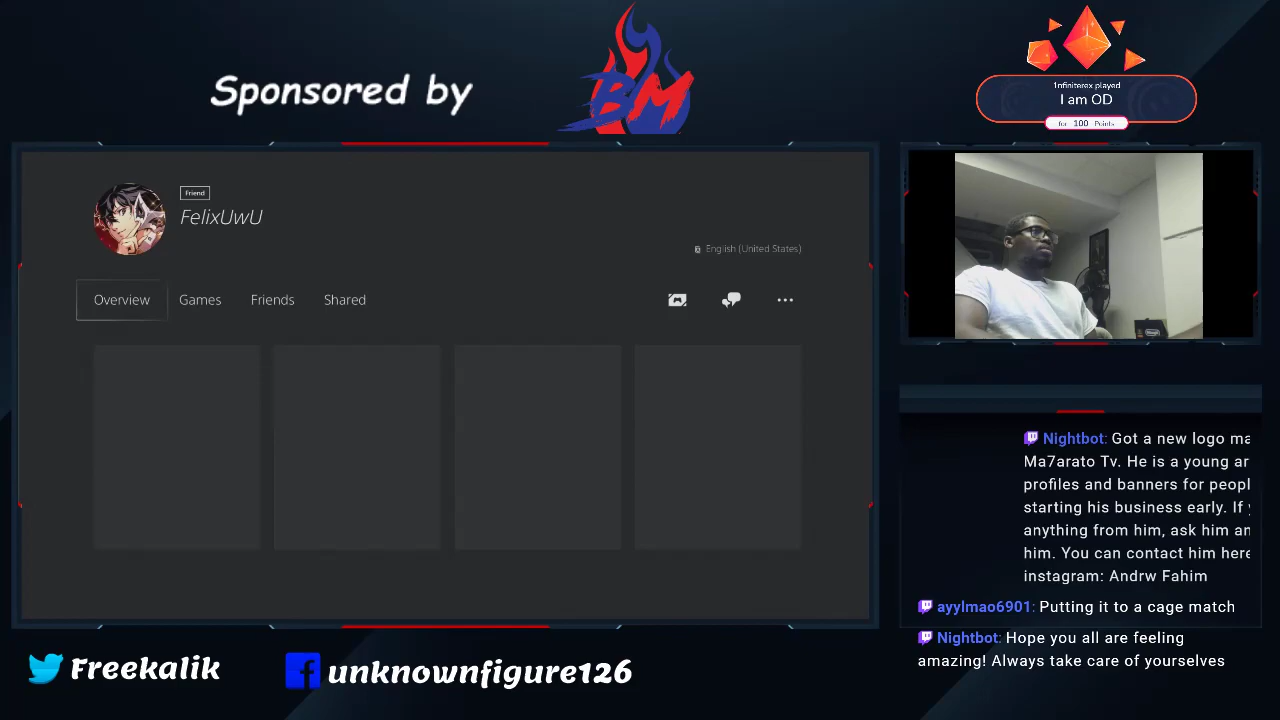 Sponsored by
BM
1nfiniterex played
I am OD
for 100 Points
Friend
FelixUwU
English (United States)
Overview
Games
Friends
Shared
Nightbot: Got a new logo ma
Ma7arato Tv. He is a young ar
profiles and banners for peopl
starting his business early. If y
anything from him, ask him an
him. You can contact him here
instagram: Andrw Fahim
ayylmao6901: Putting it to a cage match
Nightbot: Hope you all are feeling
amazing! Always take care of yourselves
Freekalik
unknownfigure126